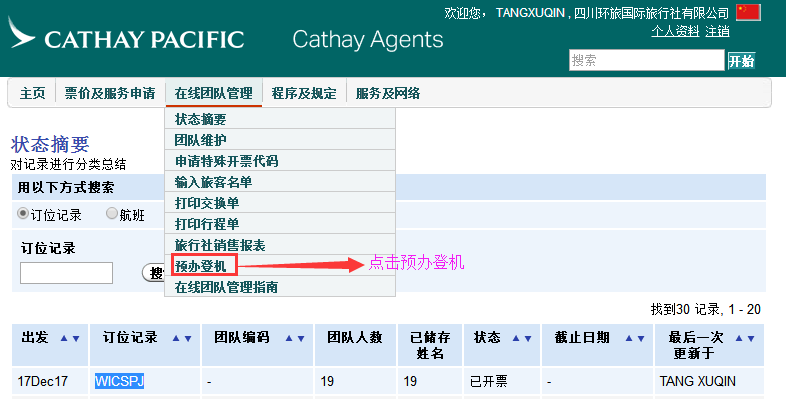 欢迎您, TANGXUQIN , 四川环旅国际旅行社有限公司
个人资料 注销
CATHAY PACIFIC
Cathay Agents
搜索 开始
主页 票价及服务申请 在线团队管理 程序及规定 服务及网络
状态摘要
团队维护
申请特殊开票代码
输入旅客名单
打印交换单
打印行程单
旅行社销售报表
预办登机
在线团队管理指南
点击预办登机
状态摘要
对记录进行分类总结
用以下方式搜索
订位记录 航班
订位记录
找到30 记录, 1 - 20
出发 订位记录 团队编码 团队人数 已储存姓名 状态 截止日期 最后一次更新于
17Dec17 WICSPJ - 19 19 已开票 - TANG XUQIN